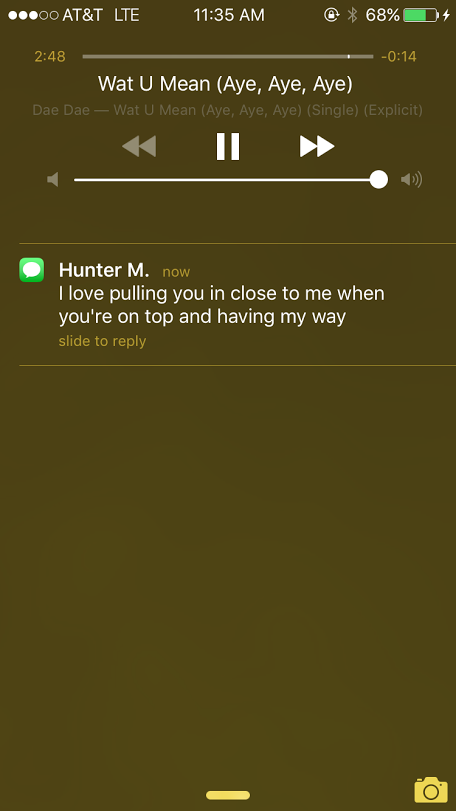 AT&T LTE 11:35 AM 68%
2:48 -0:14
Wat U Mean (Aye, Aye, Aye)
Dae Dae — Wat U Mean (Aye, Aye, Aye) (Single) (Explicit)
Hunter M. now
I love pulling you in close to me when
you're on top and having my way
slide to reply